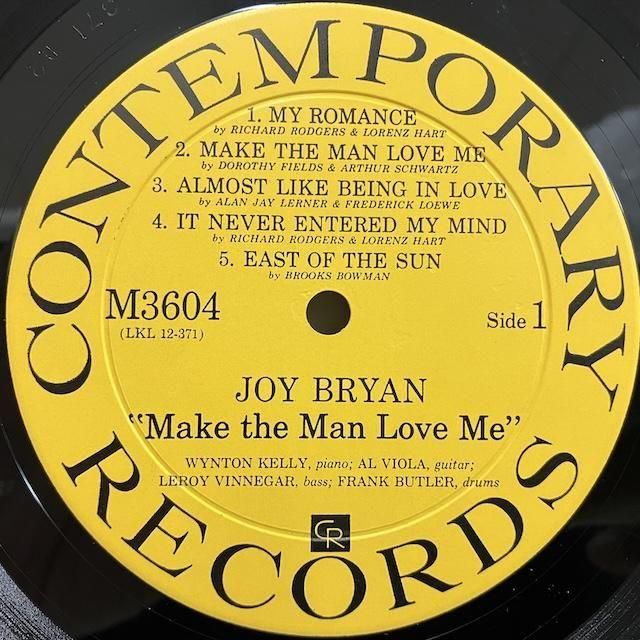 CONTEMPORARY
1. MY ROMANCE
by RICHARD RODGERS & LORENZ HART
2. MAKE THE MAN LOVE ME
by DOROTHY FIELDS & ARTHUR SCHWARTZ
3. ALMOST LIKE BEING IN LOVE
by ALAN JAY LERNER & FREDERICK LOEWE
4. IT NEVER ENTERED MY MIND
by RICHARD RODGERS & LORENZ HART
5. EAST OF THE SUN
by BROOKS BOWMAN
M3604
(LKL 12-371)
Side 1
JOY BRYAN
“Make the Man Love Me”
WYNTON KELLY, piano; AL VIOLA, guitar;
LEROY VINNEGAR, bass; FRANK BUTLER, drums
CR
RECORDS